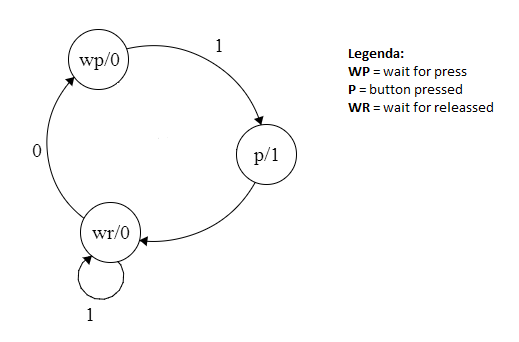 wp/0
1
Legenda:
WP = wait for press
P = button pressed
WR = wait for releassed
0
p/1
wr/0
1